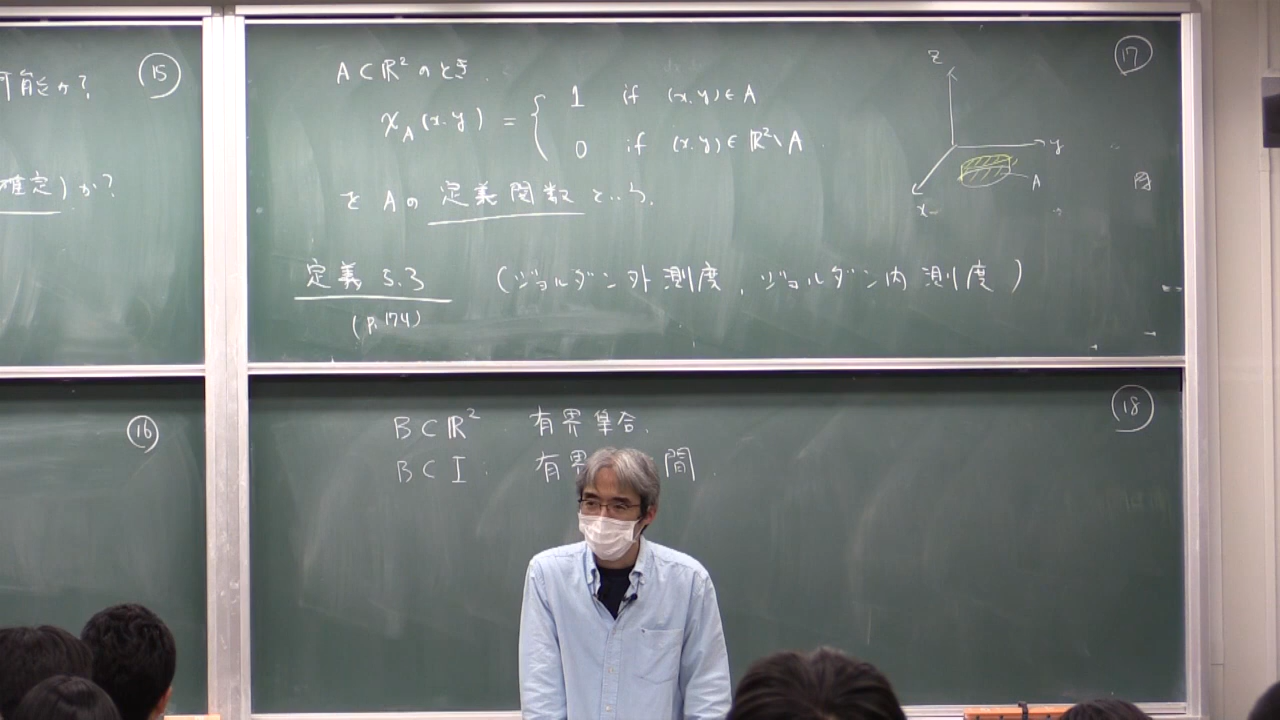 可能か?
⑮
確定)か?
⑯
A⊂ℝ² のとき.
χ_A(x.y) = { 1 if (x.y)∈A
0 if (x.y)∈ℝ²\A.
を Aの 定義関数 という.
定義 5.3 (ジョルダン外測度, ジョルダン内測度)
(p.174)
⑰
z
y
x
A
図
B⊂ℝ² 有界集合.
B⊂I: 有界 間.
⑱